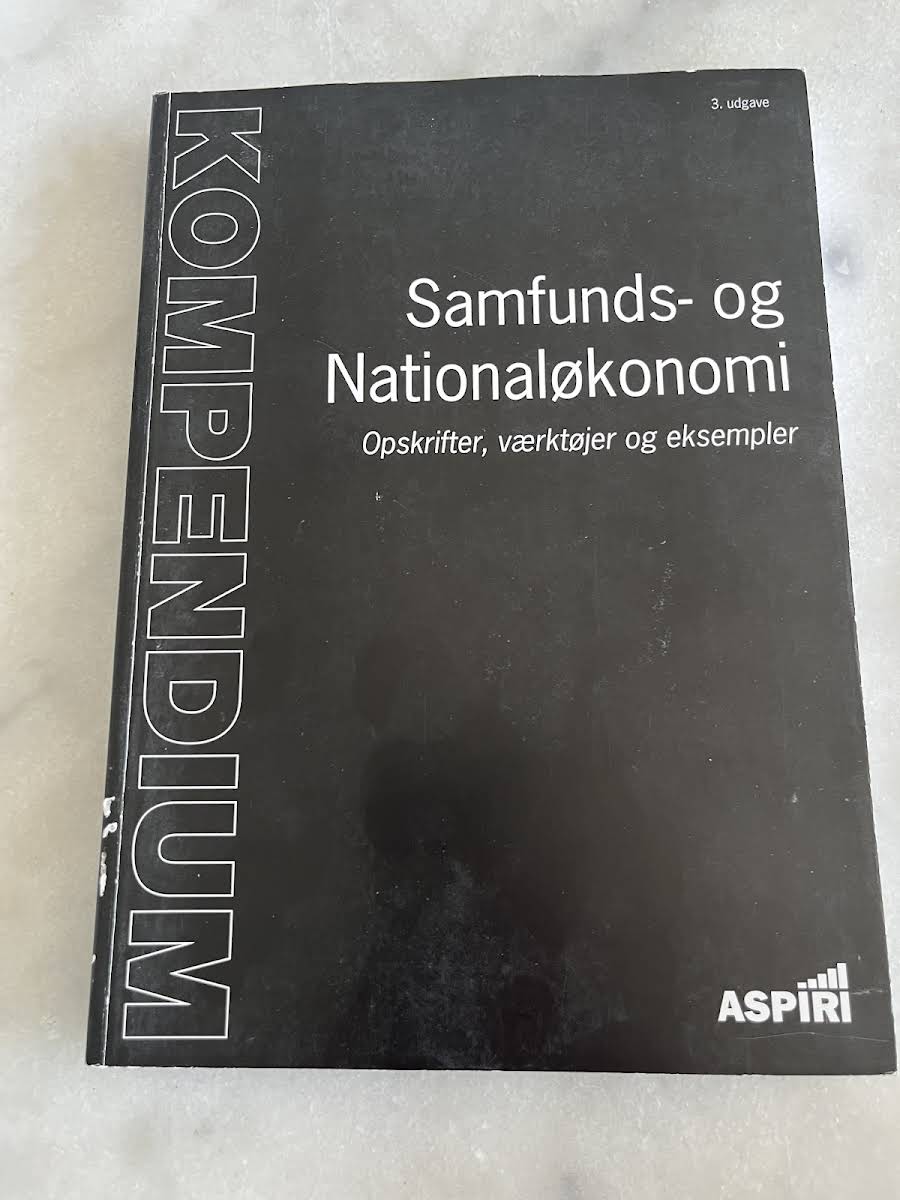 3. udgave
KOMPENDIUM
Samfunds- og
Nationaløkonomi
Opskrifter, værktøjer og eksempler
ASPIRI